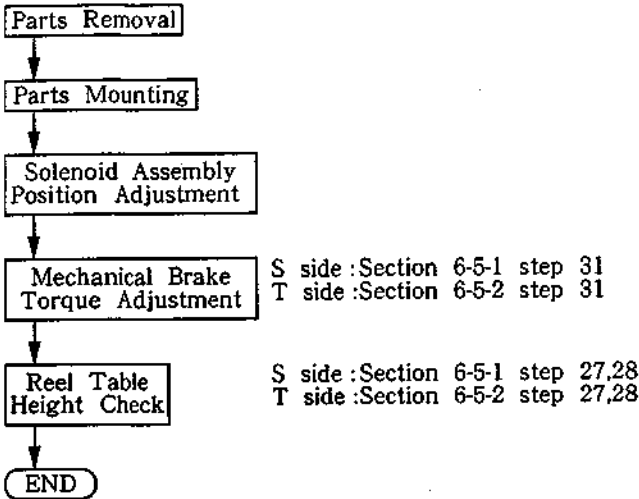 Parts Removal
Parts Mounting
Solenoid Assembly
Position Adjustment
Mechanical Brake
Torque Adjustment
S side :Section 6-5-1 step 31
T side :Section 6-5-2 step 31
Reel Table
Height Check
S side :Section 6-5-1 step 27,28
T side :Section 6-5-2 step 27,28
END